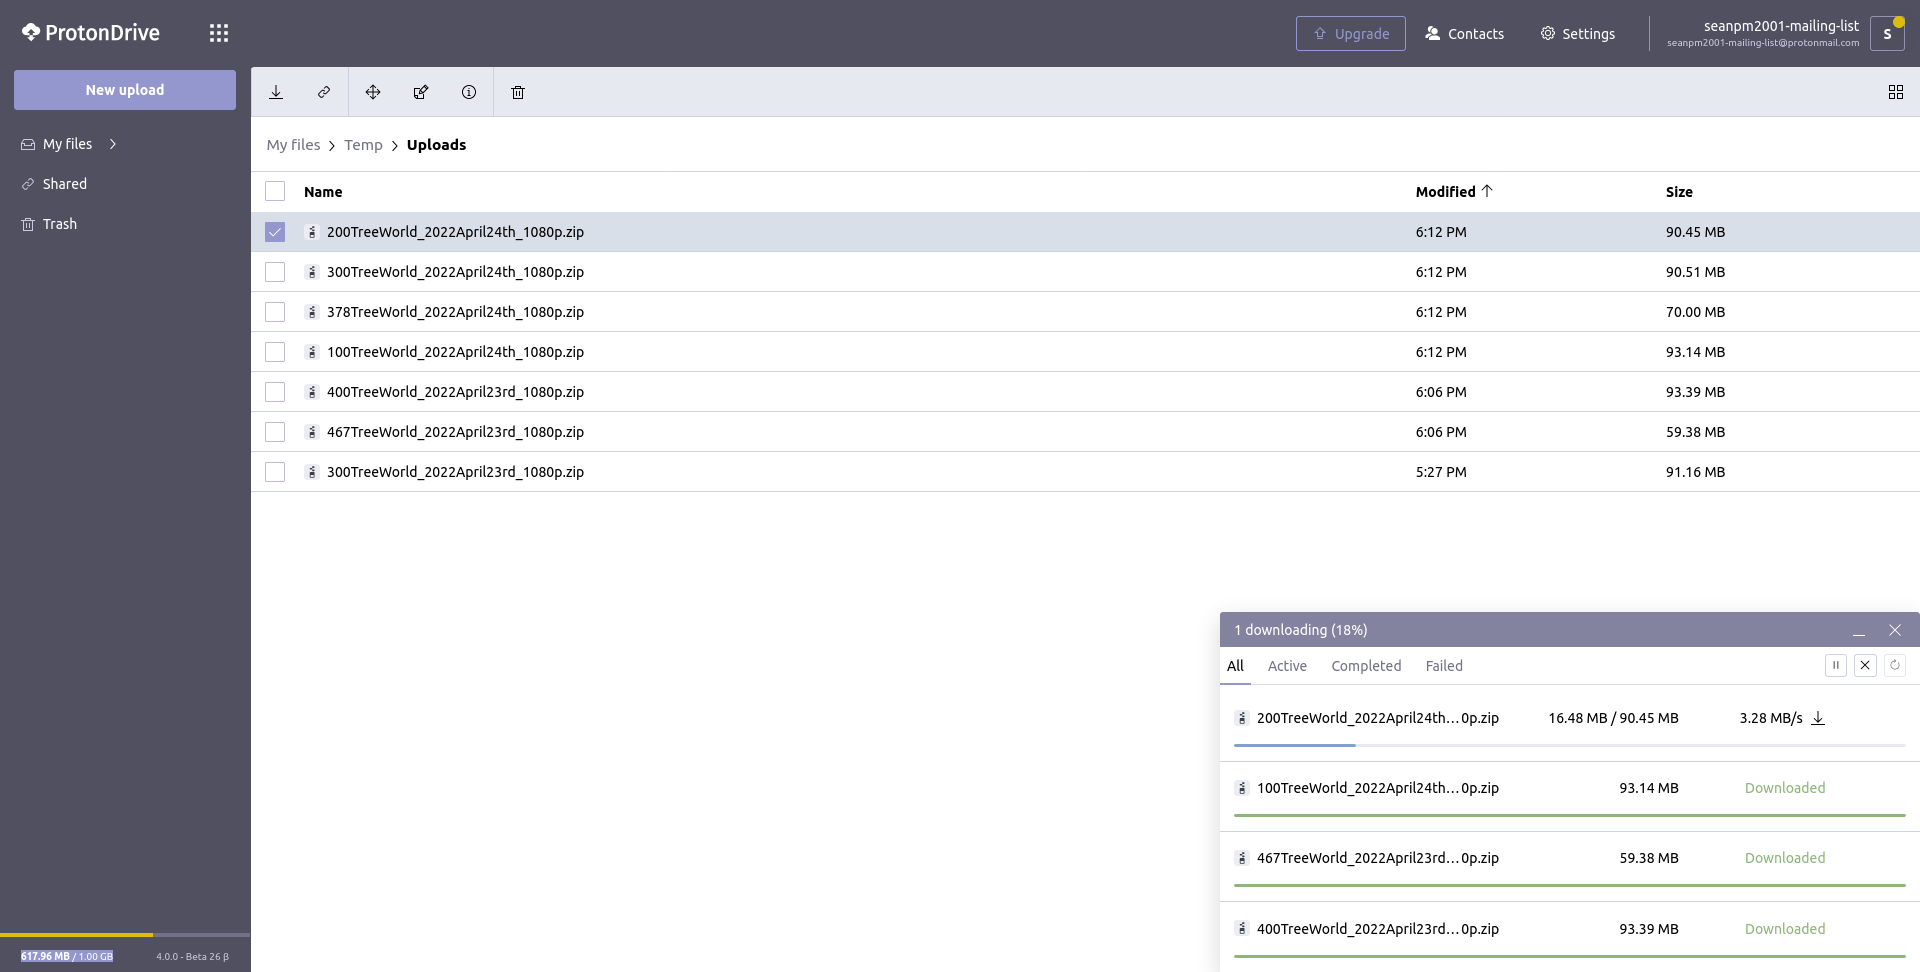 ProtonDrive
Upgrade
Contacts
Settings
seanpm2001-mailing-list
seanpm2001-mailing-list@protonmail.com
S
New upload
My files
Shared
Trash
My files > Temp > Uploads
Name Modified Size
200TreeWorld_2022April24th_1080p.zip 6:12 PM 90.45 MB
300TreeWorld_2022April24th_1080p.zip 6:12 PM 90.51 MB
378TreeWorld_2022April24th_1080p.zip 6:12 PM 70.00 MB
100TreeWorld_2022April24th_1080p.zip 6:12 PM 93.14 MB
400TreeWorld_2022April23rd_1080p.zip 6:06 PM 93.39 MB
467TreeWorld_2022April23rd_1080p.zip 6:06 PM 59.38 MB
300TreeWorld_2022April23rd_1080p.zip 5:27 PM 91.16 MB
1 downloading (18%)
All Active Completed Failed
200TreeWorld_2022April24th…0p.zip 16.48 MB / 90.45 MB 3.28 MB/s
100TreeWorld_2022April24th…0p.zip 93.14 MB Downloaded
467TreeWorld_2022April23rd…0p.zip 59.38 MB Downloaded
400TreeWorld_2022April23rd…0p.zip 93.39 MB Downloaded
617.96 MB / 1.00 GB 4.0.0 - Beta 26 β